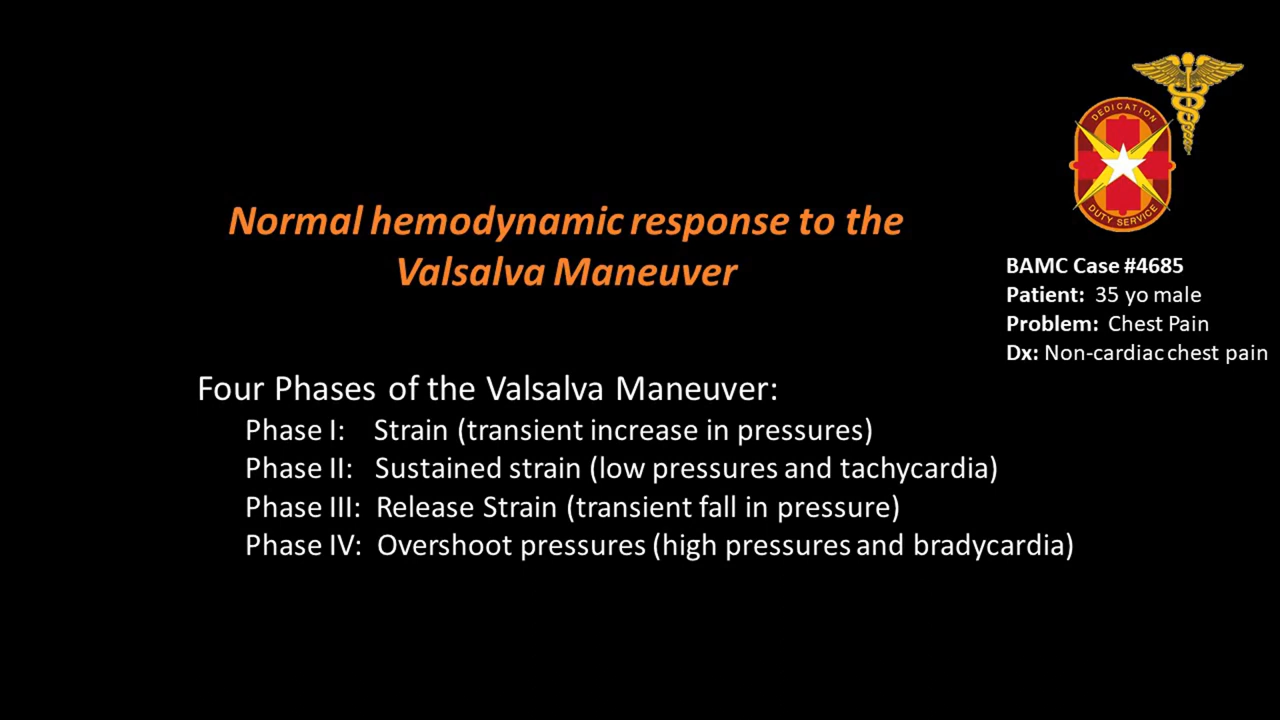 DEDICATION
DUTY SERVICE
Normal hemodynamic response to the
Valsalva Maneuver
BAMC Case #4685
Patient: 35 yo male
Problem: Chest Pain
Dx: Non-cardiac chest pain
Four Phases of the Valsalva Maneuver:
Phase I: Strain (transient increase in pressures)
Phase II: Sustained strain (low pressures and tachycardia)
Phase III: Release Strain (transient fall in pressure)
Phase IV: Overshoot pressures (high pressures and bradycardia)